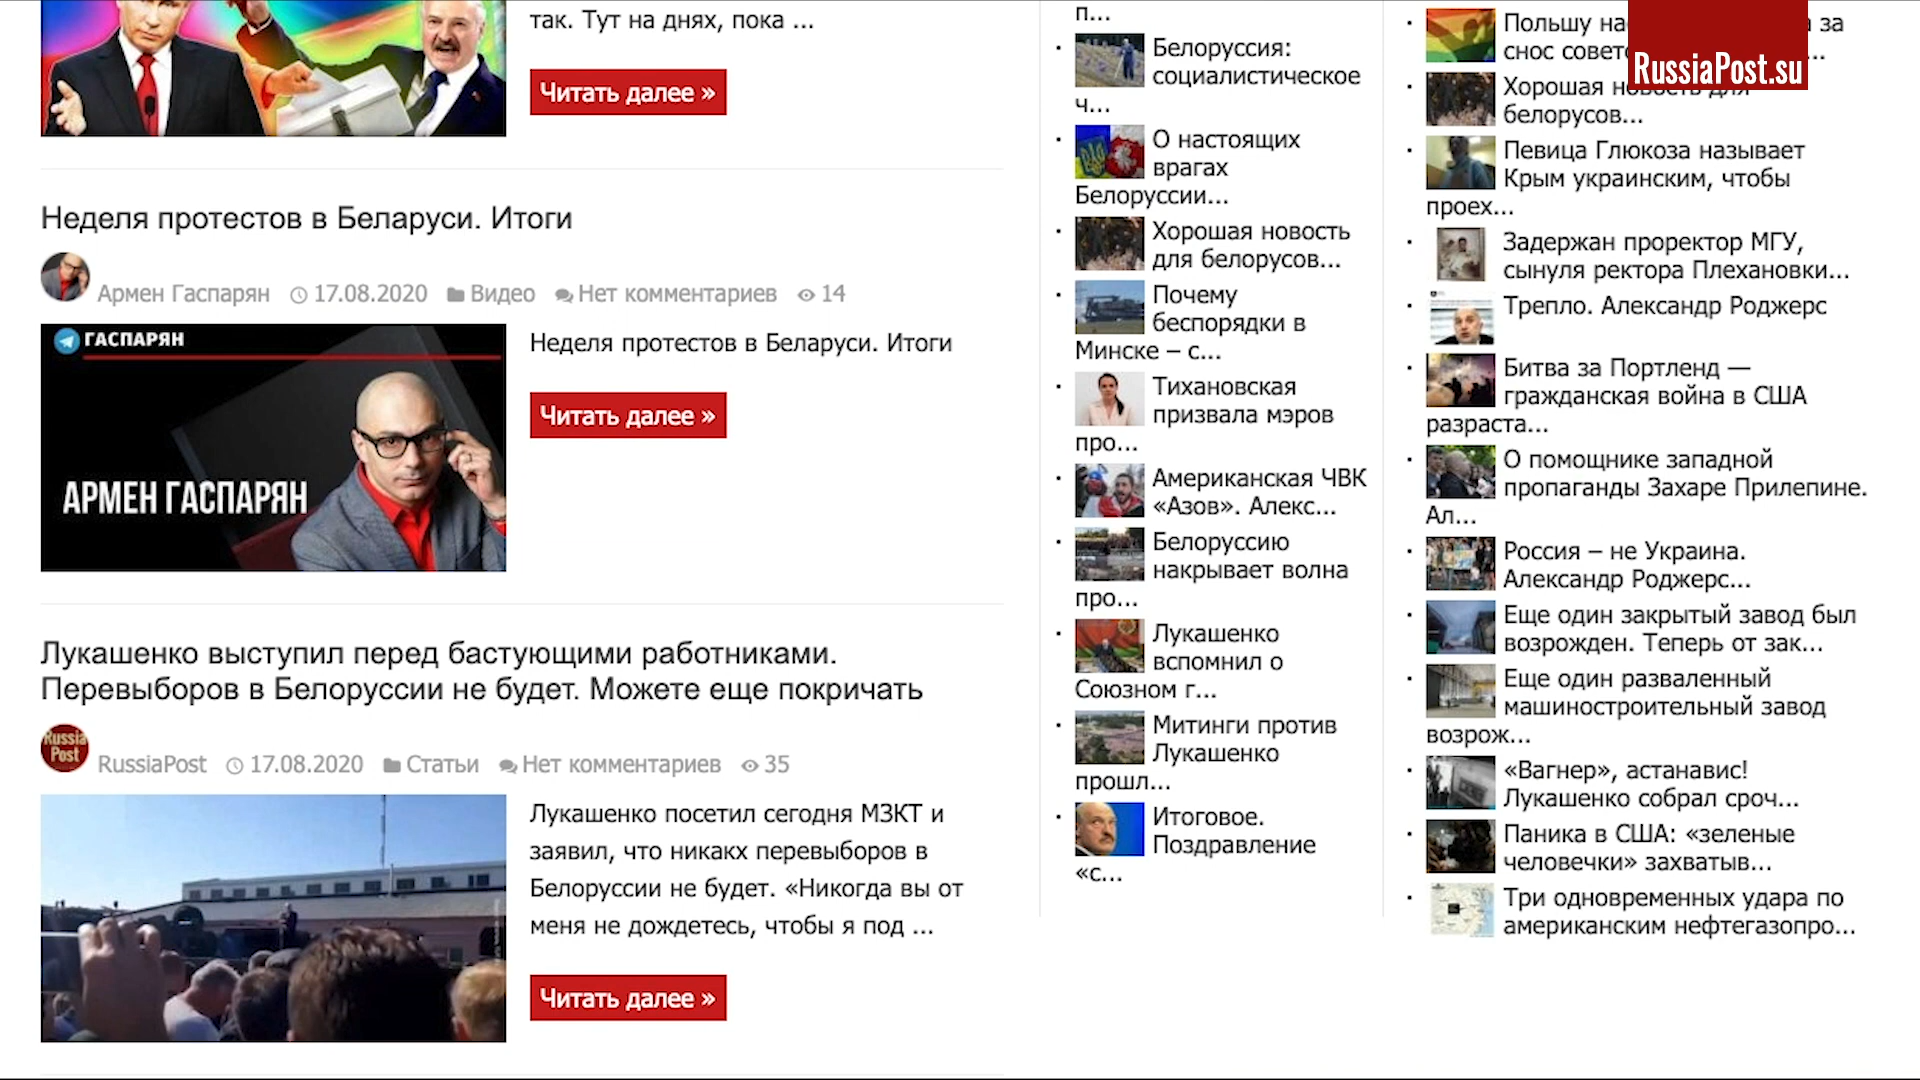 так. Тут на днях, пока ...
Читать далее »
Неделя протестов в Беларуси. Итоги
Армен Гаспарян 17.08.2020 Видео Нет комментариев 14
ГАСПАРЯН
АРМЕН ГАСПАРЯН
Неделя протестов в Беларуси. Итоги
Читать далее »
Лукашенко выступил перед бастующими работниками.
Перевыборов в Белоруссии не будет. Можете еще покричать
Russia
Post
RussiaPost 17.08.2020 Статьи Нет комментариев 35
Лукашенко посетил сегодня МЗКТ и
заявил, что никакх перевыборов в
Белоруссии не будет. «Никогда вы от
меня не дождетесь, чтобы я под ...
Читать далее »
п...
Белоруссия:
социалистическое
ч...
О настоящих
врагах
Белоруссии...
Хорошая новость
для белорусов...
Почему
беспорядки в
Минске – с...
Тихановская
призвала мэров
про...
Американская ЧВК
«Азов». Алекс...
Белоруссию
накрывает волна
про...
Лукашенко
вспомнил о
Союзном г...
Митинги против
Лукашенко
прошл...
Итоговое.
Поздравление
«с...
RussiaPost.su
Польшу за
снос
Хорошая новость для
белорусов...
Певица Глюкоза называет
Крым украинским, чтобы
проех...
Задержан проректор МГУ,
сынуля ректора Плехановки...
Трепло. Александр Роджерс
Битва за Портленд —
гражданская война в США
разраста...
О помощнике западной
пропаганды Захаре Прилепине.
Ал...
Россия – не Украина.
Александр Роджерс...
Еще один закрытый завод был
возрожден. Теперь от зак...
Еще один разваленный
машиностроительный завод
возрож...
«Вагнер», астанавис!
Лукашенко собрал сроч...
Паника в США: «зеленые
человечки» захватыв...
Три одновременных удара по
американским нефтегазопро...